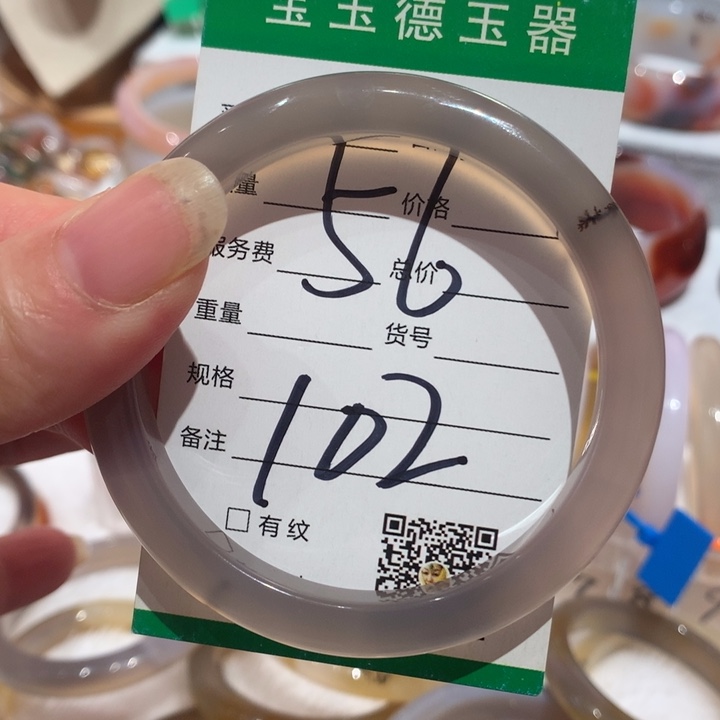 宝玉德玉器
量 价格
56
服务费 总价
重量 货号
规格
102
备注
有纹